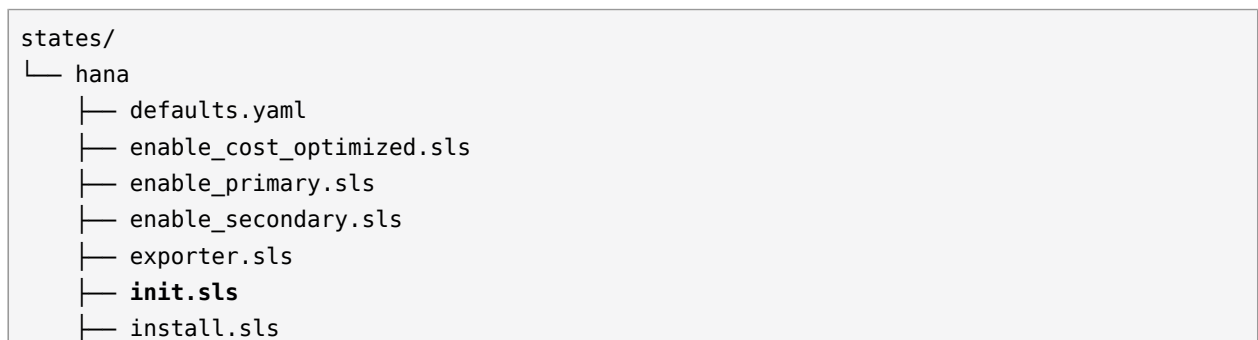 states/
└── hana
    ├── defaults.yaml
    ├── enable_cost_optimized.sls
    ├── enable_primary.sls
    ├── enable_secondary.sls
    ├── exporter.sls
    ├── init.sls
    ├── install.sls